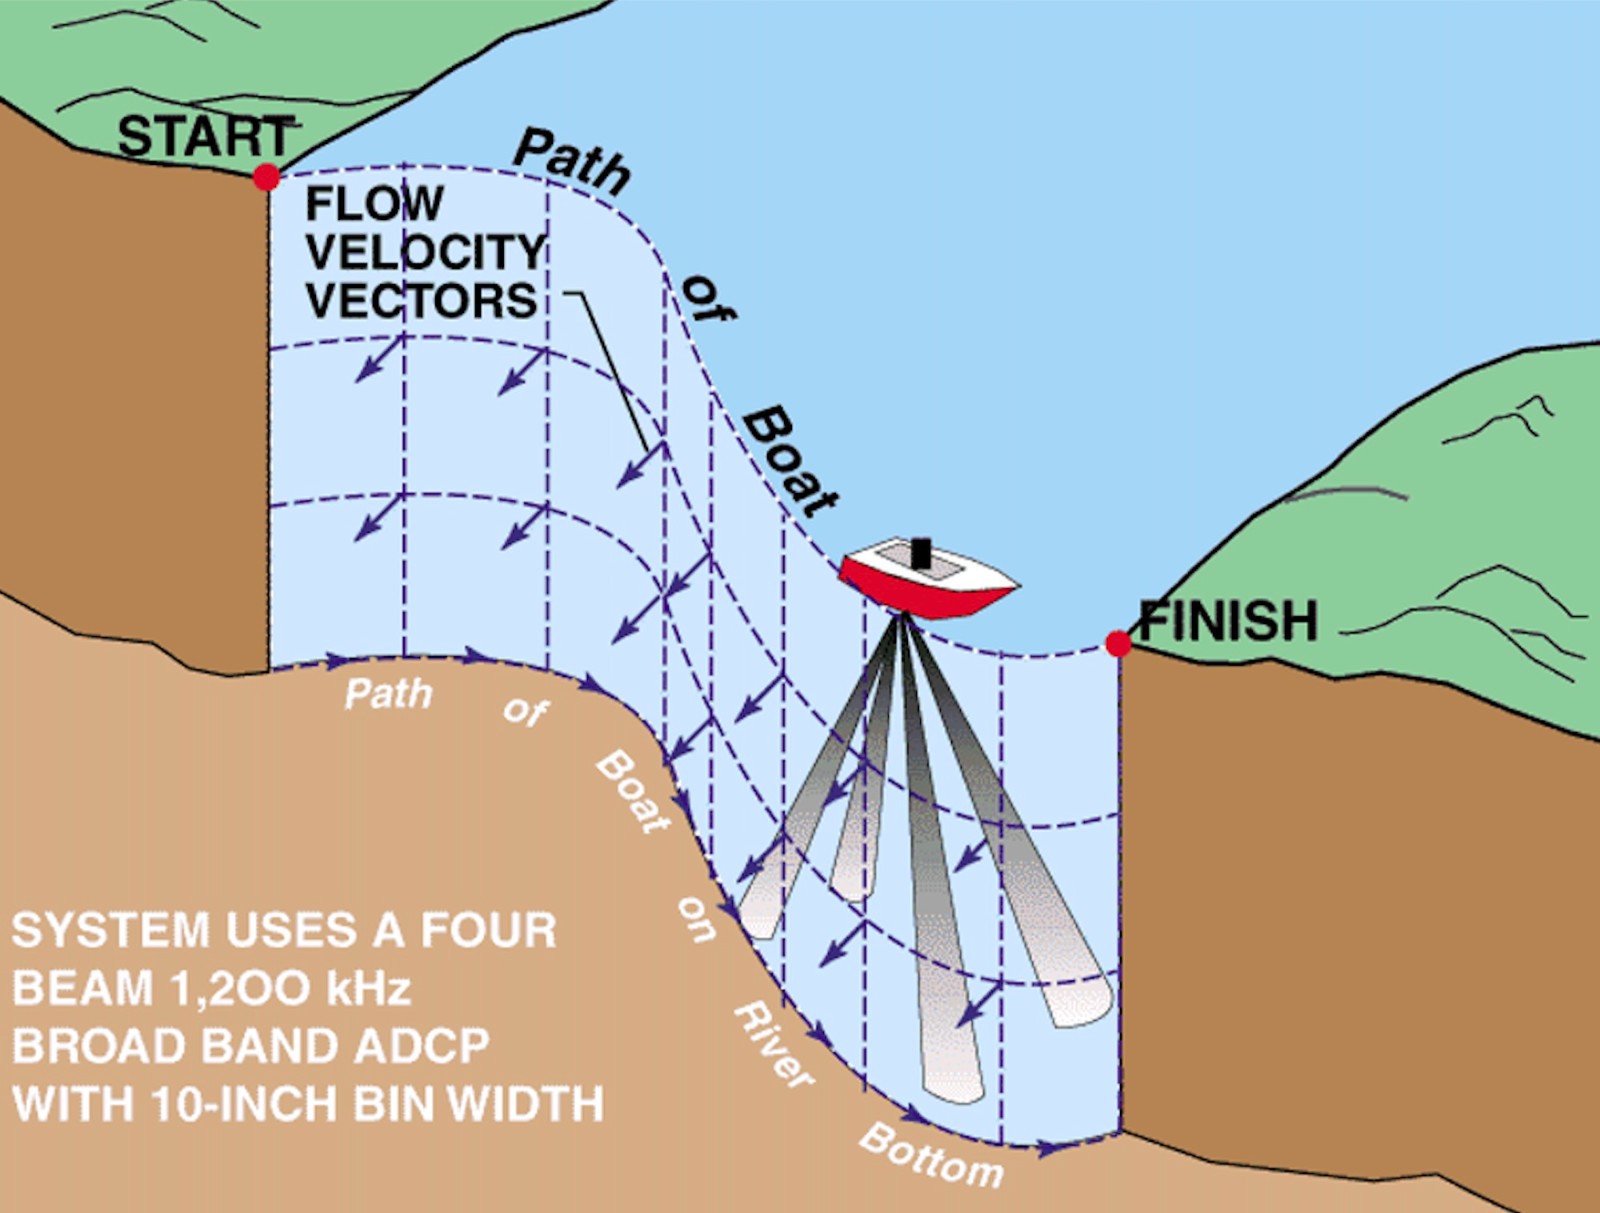 START
Path
of
Boat
FLOW
VELOCITY
VECTORS
FINISH
Path
of
Boat
on
River
Bottom
SYSTEM USES A FOUR
BEAM 1,200 kHz
BROAD BAND ADCP
WITH 10-INCH BIN WIDTH